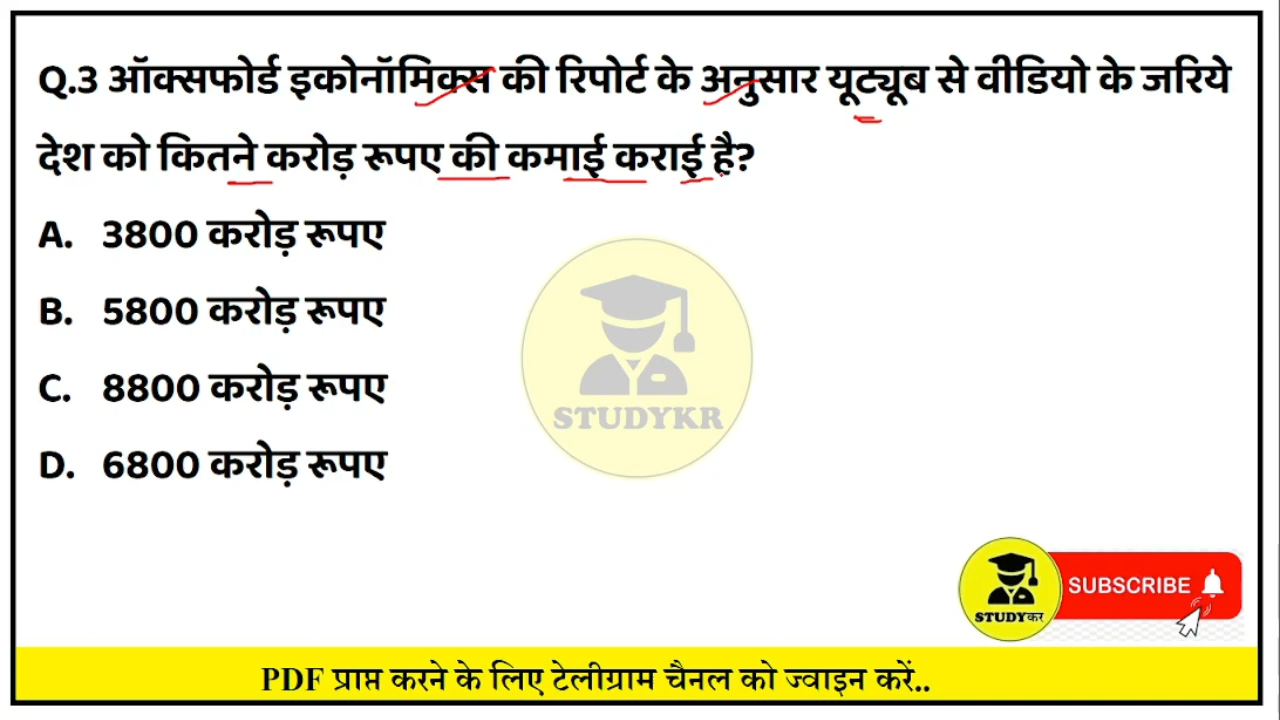 Q.3 ऑक्सफोर्ड इकोनॉमिक्स की रिपोर्ट के अनुसार यूट्यूब से वीडियो के जरिये
देश को कितने करोड़ रूपए की कमाई कराई है?
A. 3800 करोड़ रूपए
B. 5800 करोड़ रूपए
C. 8800 करोड़ रूपए
D. 6800 करोड़ रूपए
STUDYKR
STUDYकर
SUBSCRIBE
PDF प्राप्त करने के लिए टेलीग्राम चैनल को ज्वाइन करें..